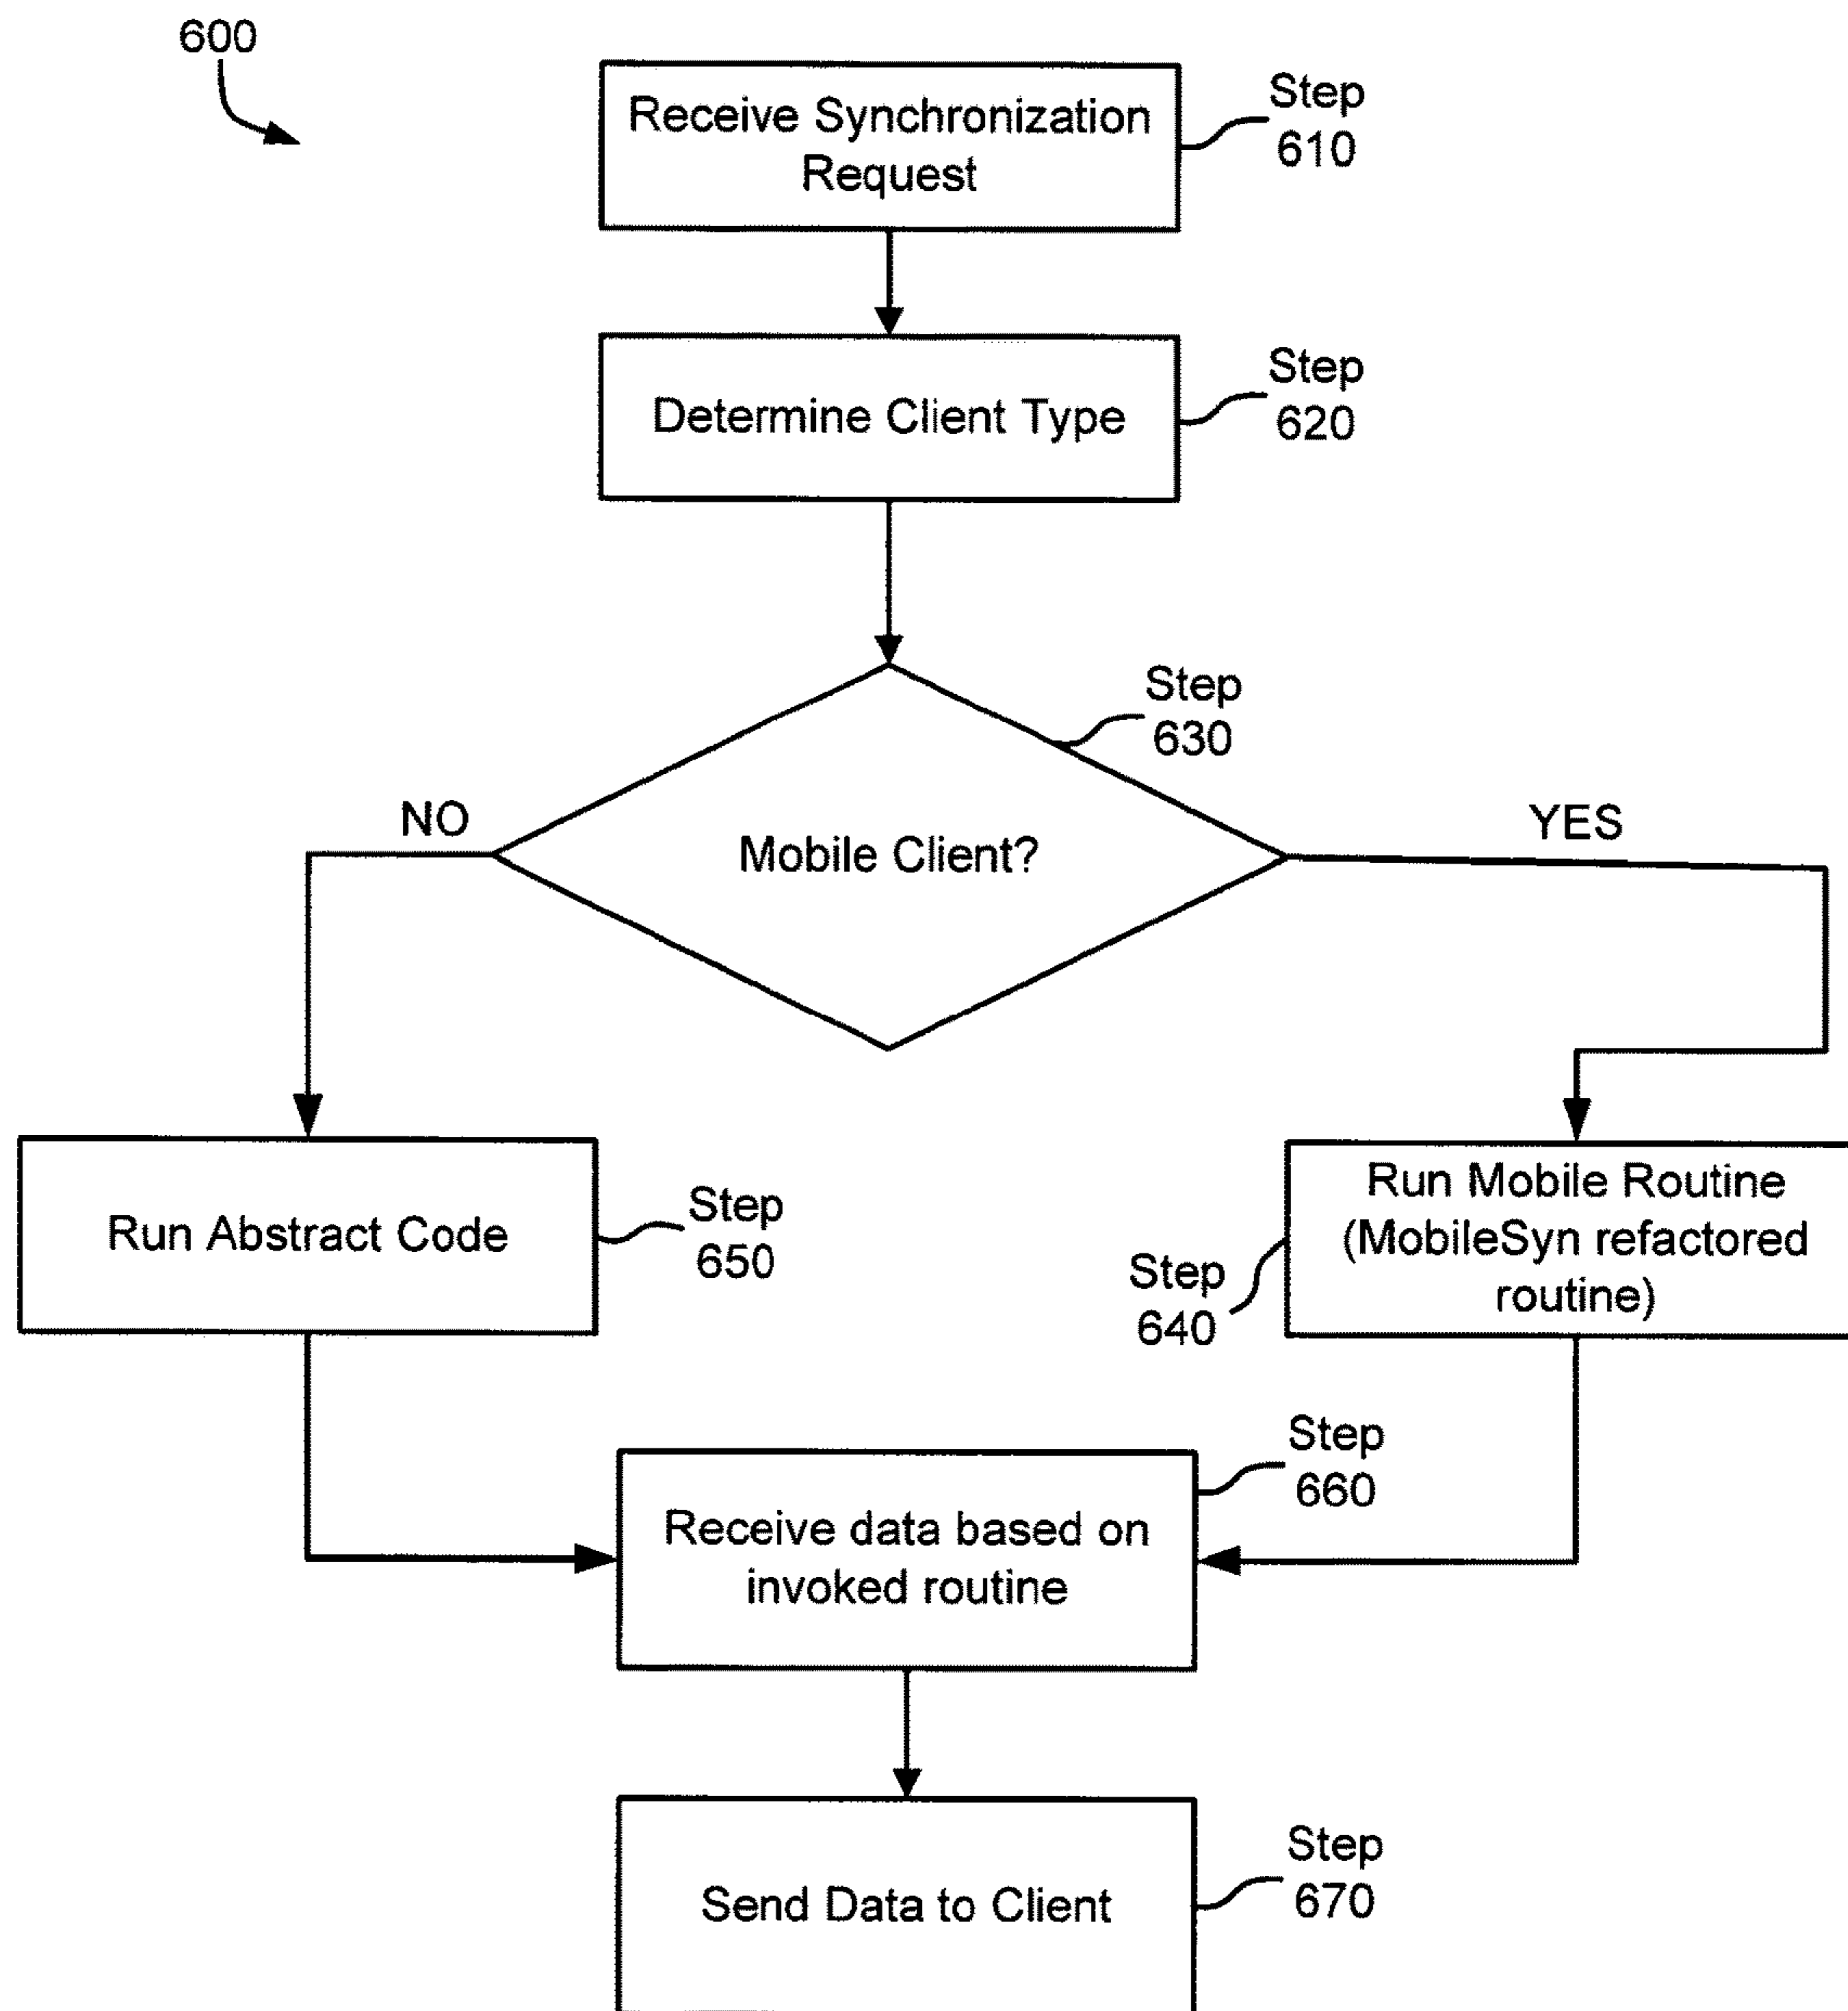 600
Receive Synchronization
Request
Step
610
Determine Client Type
Step
620
Step
630
NO
Mobile Client?
YES
Run Abstract Code
Step
650
Run Mobile Routine
(MobileSyn refactored
routine)
Step
640
Step
660
Receive data based on
invoked routine
Send Data to Client
Step
670